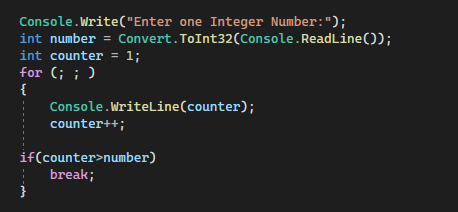 Console.Write("Enter one Integer Number:");
int number = Convert.ToInt32(Console.ReadLine());
int counter = 1;
for (; ; )
{
    Console.WriteLine(counter);
    counter++;

if(counter>number)
    break;
}